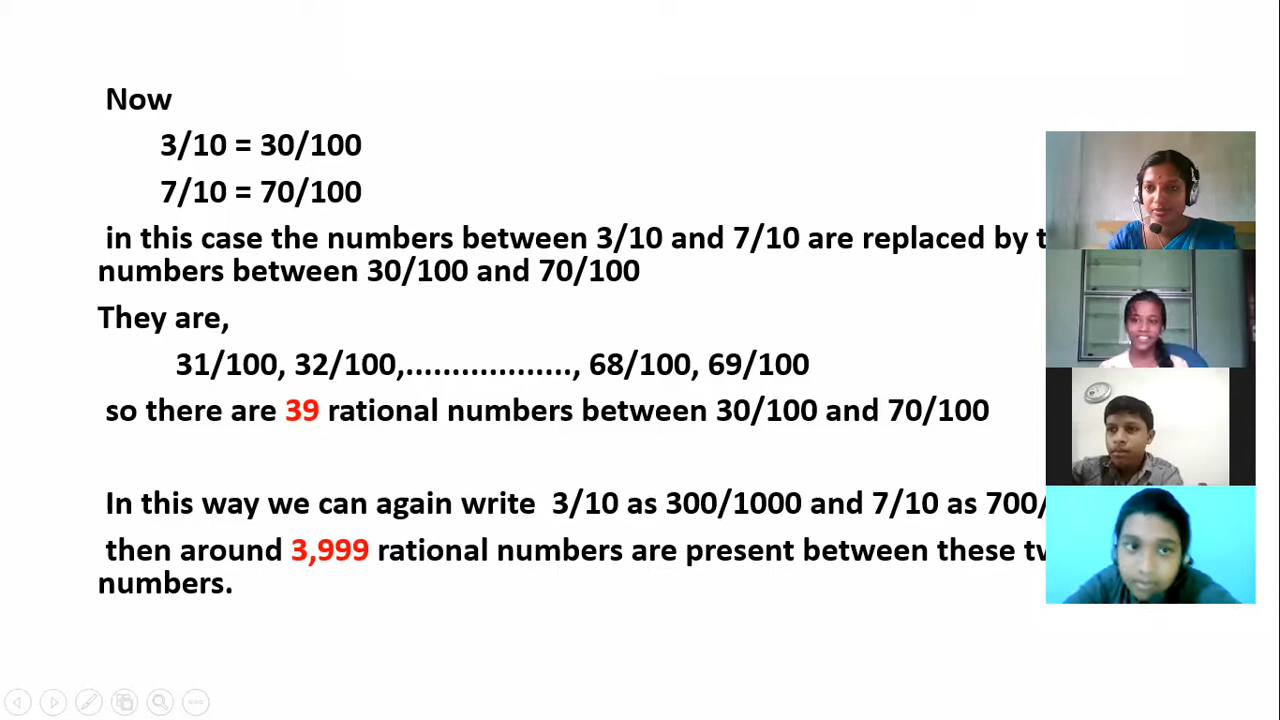 Now
3/10 = 30/100
7/10 = 70/100
in this case the numbers between 3/10 and 7/10 are replaced by
numbers between 30/100 and 70/100
They are,
31/100, 32/100,.................., 68/100, 69/100
so there are 39 rational numbers between 30/100 and 70/100
In this way we can again write 3/10 as 300/1000 and 7/10 as 700/
then around 3,999 rational numbers are present between these
numbers.